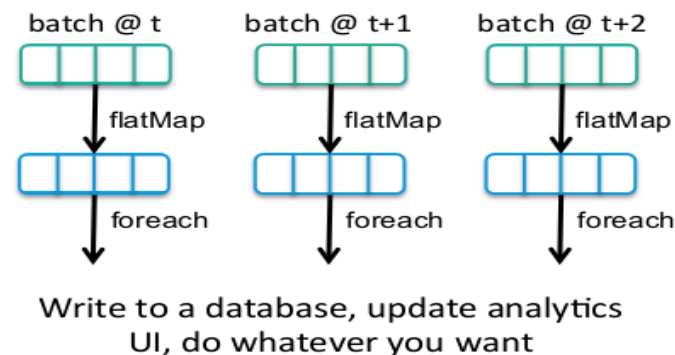 batch @ t
batch @ t+1
batch @ t+2
flatMap
flatMap
flatMap
foreach
foreach
foreach
Write to a database, update analytics
UI, do whatever you want